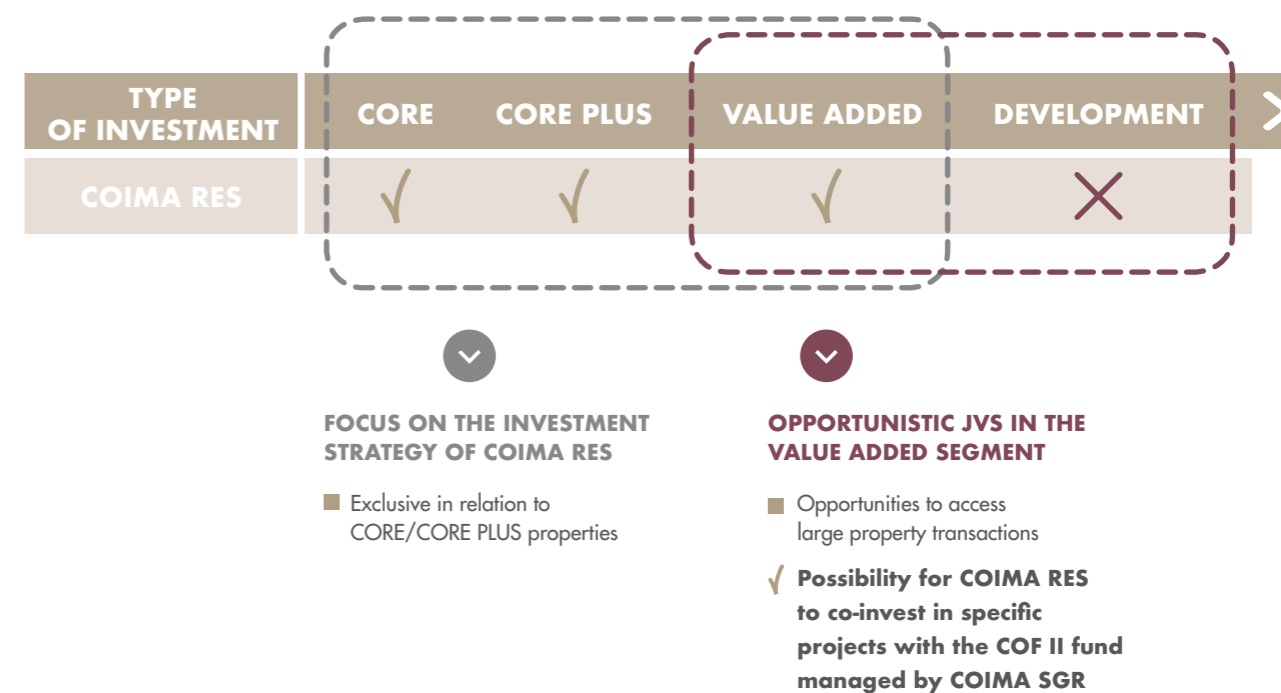 TYPE
OF INVESTMENT
CORE
CORE PLUS
VALUE ADDED
DEVELOPMENT
COIMA RES
FOCUS ON THE INVESTMENT
STRATEGY OF COIMA RES
Exclusive in relation to
CORE/CORE PLUS properties
OPPORTUNISTIC JVS IN THE
VALUE ADDED SEGMENT
Opportunities to access
large property transactions
Possibility for COIMA RES
to co-invest in specific
projects with the COF II fund
managed by COIMA SGR